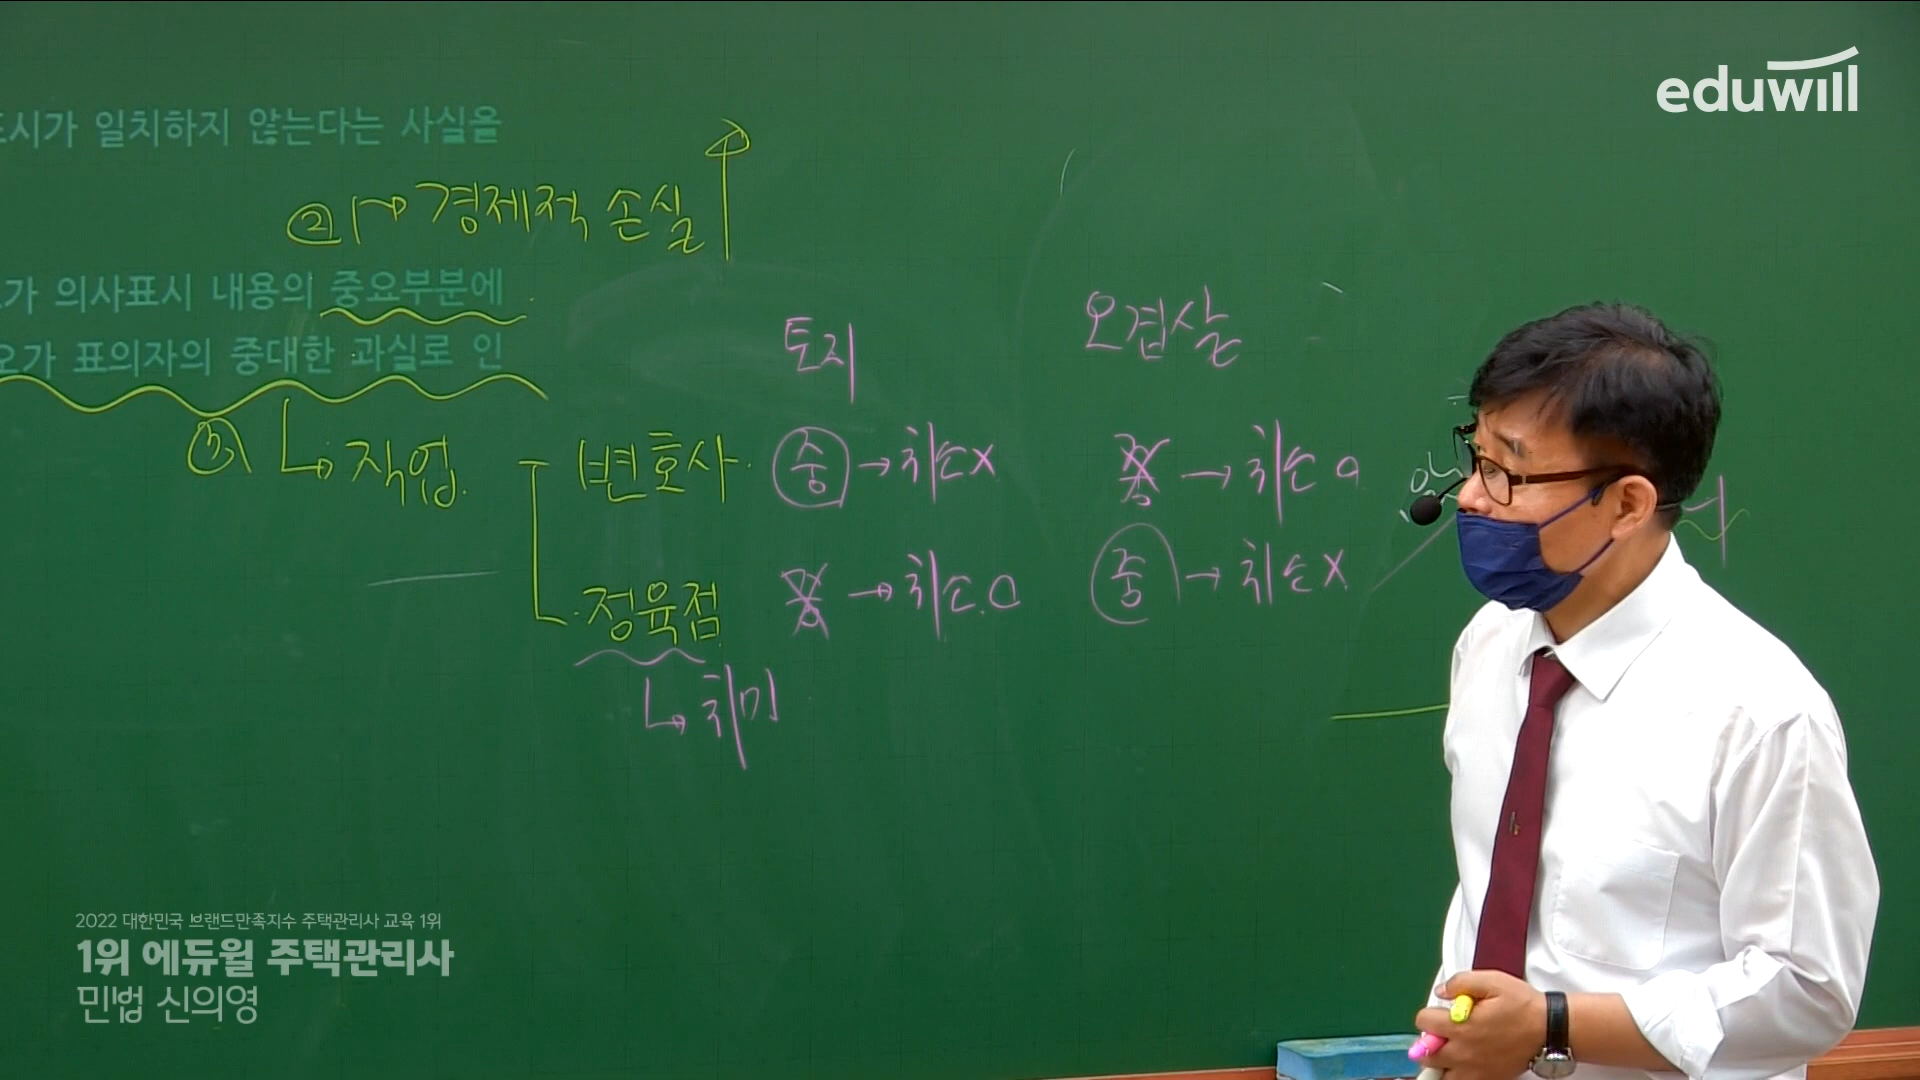 eduwill
시가 일치하지 않는다는 사실을
② → 경제적 손실 ↑
가 의사표시 내용의 중요부분에
오가 표의자의 중대한 과실로 인
토지
오겹살
③ 직업
변호사
중 → 취소 X
중 → 취소 O
정육점
중 → 취소 O
중 → 취소 X
취미
2022 대한민국 브랜드만족지수 주택관리사 교육 1위
1위 에듀윌 주택관리사
민법 신의영